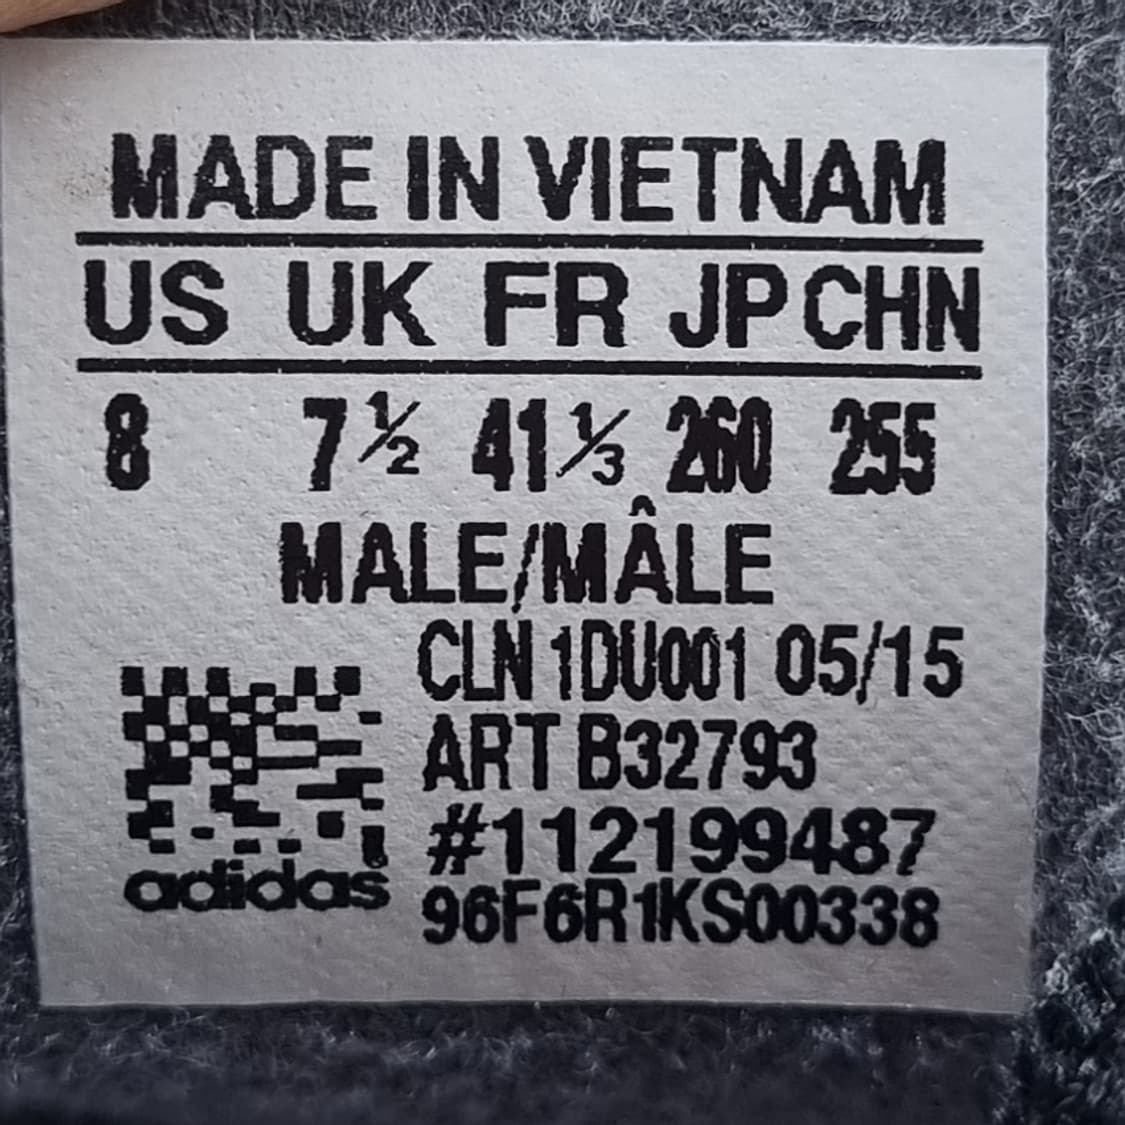 MADE IN VIETNAM
US UK FR JP CHN
8 7½ 41⅓ 260 255
MALE/MÂLE
CLN 1DU001 05/15
ART B32793
#112199487
96F6R1KS00338
adidas